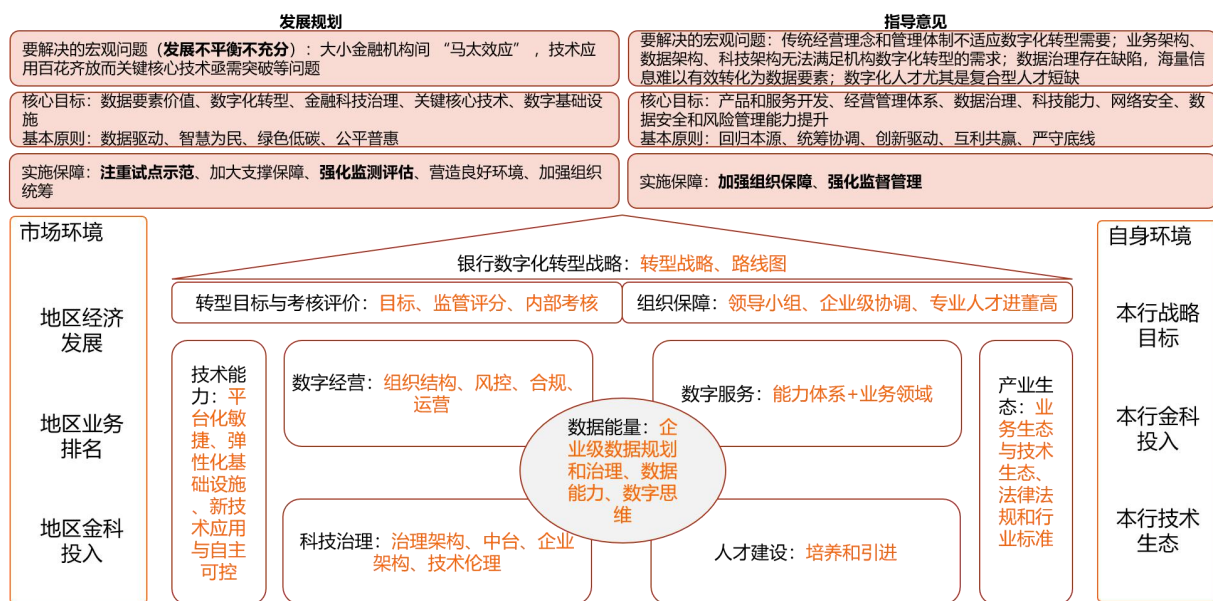 发展规划
要解决的宏观问题（发展不平衡不充分）：大小金融机构间 “马太效应” ，技术应
用百花齐放而关键核心技术亟需突破等问题
核心目标：数据要素价值、数字化转型、金融科技治理、关键核心技术、数字基础设
施
基本原则：数据驱动、智慧为民、绿色低碳、公平普惠
实施保障：注重试点示范、加大支撑保障、强化监测评估、营造良好环境、加强组织
统筹
指导意见
要解决的宏观问题：传统经营理念和管理体制不适应数字化转型需要；业务架构、
数据架构、科技架构无法满足机构数字化转型的需求；数据治理存在缺陷，海量信
息难以有效转化为数据要素；数字化人才尤其是复合型人才短缺
核心目标：产品和服务开发、经营管理体系、数据治理、科技能力、网络安全、数
据安全和风险管理能力提升
基本原则：回归本源、统筹协调、创新驱动、互利共赢、严守底线
实施保障：加强组织保障、强化监督管理
市场环境
地区经济
发展
地区业务
排名
地区金科
投入
银行数字化转型战略：转型战略、路线图
转型目标与考核评价：目标、监管评分、内部考核
组织保障：领导小组、企业级协调、专业人才进董高
技术能
力：平
台化敏
捷、弹
性化基
础设施
、新技
术应用
与自主
可控
数字经营：组织结构、风控、合规、
运营
数字服务：能力体系+业务领域
数据能量：企
业级数据规划
和治理、数据
能力、数字思
维
科技治理：治理架构、中台、企业
架构、技术伦理
人才建设：培养和引进
产业生
态：业
务生态
与技术
生态、
法律法
规和行
业标准
自身环境
本行战略
目标
本行金科
投入
本行技术
生态